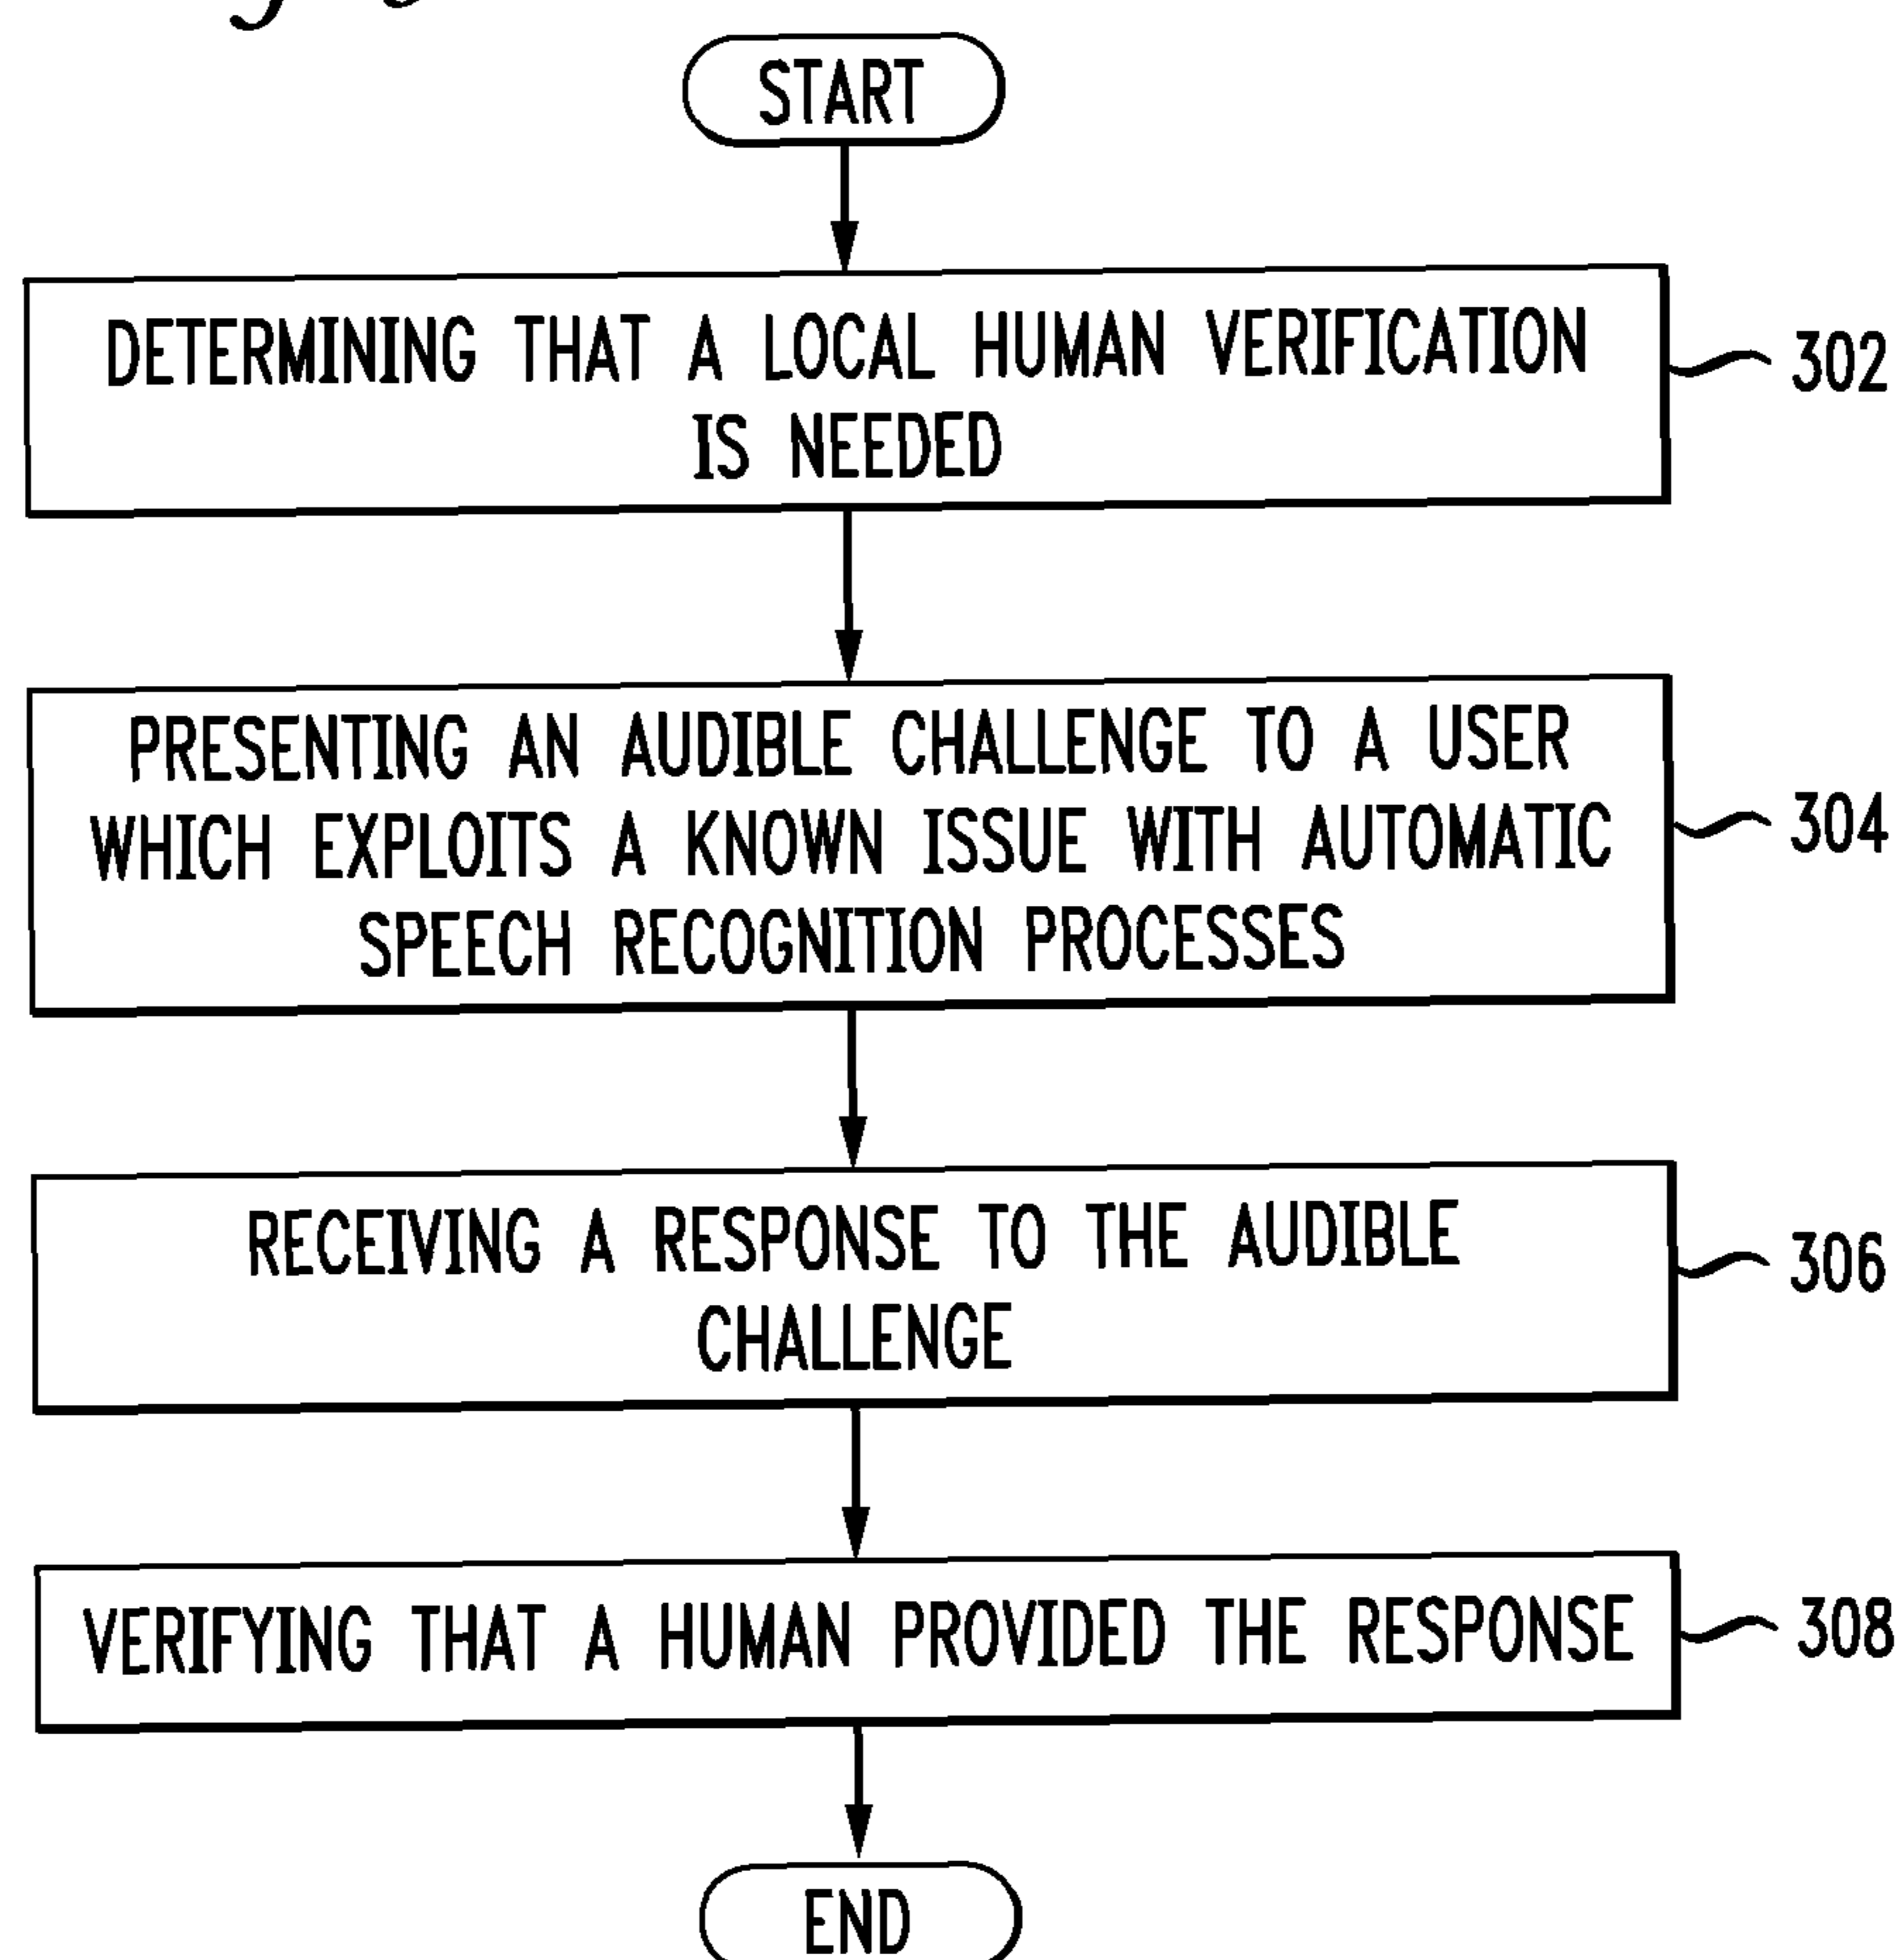 START
DETERMINING THAT A LOCAL HUMAN VERIFICATION
IS NEEDED
302
PRESENTING AN AUDIBLE CHALLENGE TO A USER
WHICH EXPLOITS A KNOWN ISSUE WITH AUTOMATIC
SPEECH RECOGNITION PROCESSES
304
RECEIVING A RESPONSE TO THE AUDIBLE
CHALLENGE
306
VERIFYING THAT A HUMAN PROVIDED THE RESPONSE
308
END